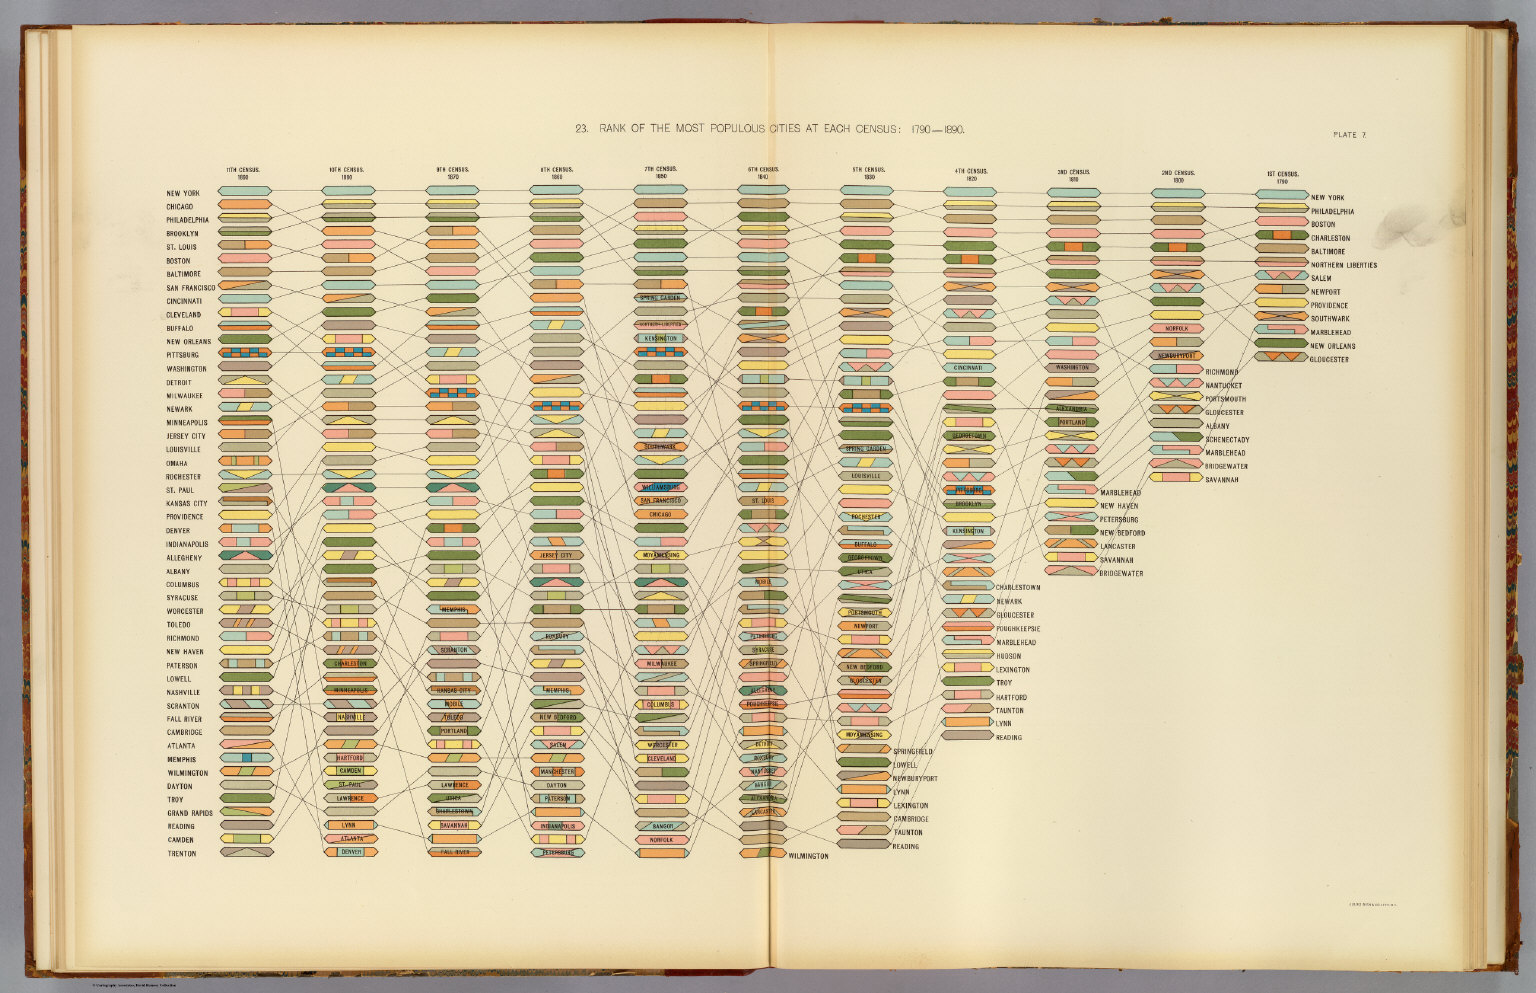 23. RANK OF THE MOST POPULOUS CITIES AT EACH CENSUS: 1790—1890.
PLATE 7.
11TH CENSUS. 1890
10TH CENSUS. 1880
9TH CENSUS. 1870
8TH CENSUS. 1860
7TH CENSUS. 1850
6TH CENSUS. 1840
5TH CENSUS. 1830
4TH CENSUS. 1820
3RD CENSUS. 1810
2ND CENSUS. 1800
1ST CENSUS. 1790
NEW YORK
CHICAGO
PHILADELPHIA
BROOKLYN
ST. LOUIS
BOSTON
BALTIMORE
SAN FRANCISCO
CINCINNATI
CLEVELAND
BUFFALO
NEW ORLEANS
PITTSBURG
WASHINGTON
DETROIT
MILWAUKEE
NEWARK
MINNEAPOLIS
JERSEY CITY
LOUISVILLE
OMAHA
ROCHESTER
ST. PAUL
KANSAS CITY
PROVIDENCE
DENVER
INDIANAPOLIS
ALLEGHENY
ALBANY
COLUMBUS
SYRACUSE
WORCESTER
TOLEDO
RICHMOND
NEW HAVEN
PATERSON
LOWELL
NASHVILLE
SCRANTON
FALL RIVER
CAMBRIDGE
ATLANTA
MEMPHIS
WILMINGTON
DAYTON
TROY
GRAND RAPIDS
READING
CAMDEN
TRENTON
CHARLESTON
MINNEAPOLIS
NASHVILLE
HARTFORD
CAMDEN
ST. PAUL
LAWRENCE
LYNN
ATLANTA
DENVER
MEMPHIS
SCRANTON
KANSAS CITY
MOBILE
TOLEDO
PORTLAND
LAWRENCE
UTICA
CHARLESTOWN
SAVANNAH
FALL RIVER
JERSEY CITY
ROXBURY
MEMPHIS
NEW BEDFORD
SALEM
MANCHESTER
DAYTON
PATERSON
INDIANAPOLIS
PETERSBURG
SPRING GARDEN
NORTHERN LIBERTIES
KENSINGTON
SOUTHWARK
WILLIAMSBURG
SAN FRANCISCO
CHICAGO
MOYAMENSING
MILWAUKEE
COLUMBUS
WORCESTER
CLEVELAND
BANGOR
NORFOLK
ST. LOUIS
MOBILE
PETERSBURG
SYRACUSE
SPRINGFIELD
ALLEGHENY
POUGHKEEPSIE
DETROIT
ROXBURY
NANTUCKET
BANGOR
ALEXANDRIA
LANCASTER
WILMINGTON
SPRING GARDEN
LOUISVILLE
ROCHESTER
BUFFALO
GEORGETOWN
UTICA
PORTSMOUTH
NEWPORT
NEW BEDFORD
GLOUCESTER
MOYAMENSING
SPRINGFIELD
LOWELL
NEWBURYPORT
LYNN
LEXINGTON
CAMBRIDGE
TAUNTON
READING
CINCINNATI
GEORGETOWN
PITTSBURG
BROOKLYN
KENSINGTON
CHARLESTOWN
NEWARK
GLOUCESTER
POUGHKEEPSIE
MARBLEHEAD
HUDSON
LEXINGTON
TROY
HARTFORD
TAUNTON
LYNN
READING
WASHINGTON
ALEXANDRIA
PORTLAND
MARBLEHEAD
NEW HAVEN
PETERSBURG
NEW BEDFORD
LANCASTER
SAVANNAH
BRIDGEWATER
NORFOLK
NEWBURYPORT
RICHMOND
NANTUCKET
PORTSMOUTH
GLOUCESTER
ALBANY
SCHENECTADY
MARBLEHEAD
BRIDGEWATER
SAVANNAH
NEW YORK
PHILADELPHIA
BOSTON
CHARLESTON
BALTIMORE
NORTHERN LIBERTIES
SALEM
NEWPORT
PROVIDENCE
SOUTHWARK
MARBLEHEAD
NEW ORLEANS
GLOUCESTER